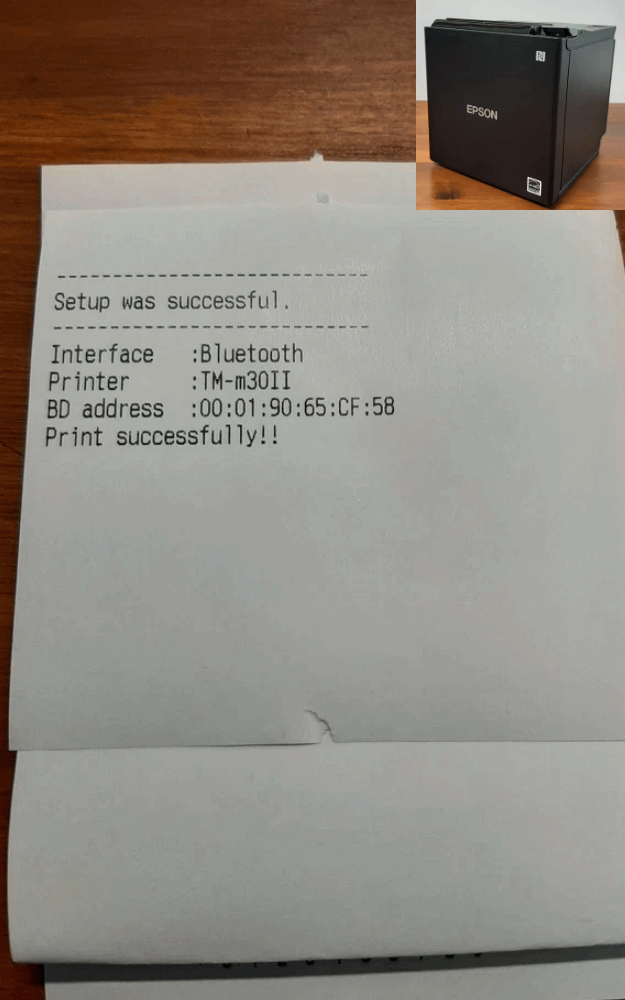 EPSON
---------------------------
Setup was successful.
---------------------------
Interface :Bluetooth
Printer :TM-m30II
BD address :00:01:90:65:CF:58
Print successfully!!